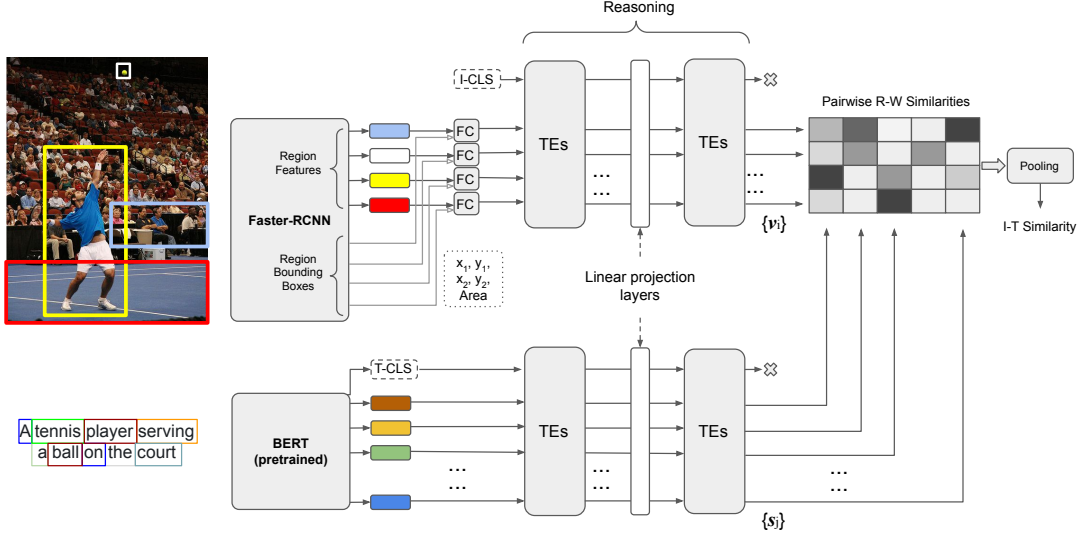 Reasoning
I-CLS
TEs
TEs
Pairwise R-W Similarities
Region
Features
FC
FC
FC
FC
Faster-RCNN
Region
Bounding
Boxes
x1, y1,
x2, y2,
Area
... ...
... ...
... ...
... ...
{vi}
Pooling
I-T Similarity
Linear projection
layers
T-CLS
BERT
(pretrained)
TEs
TEs
... ...
... ...
... ...
... ...
... ...
... ...
{sj}
A tennis player serving
a ball on the court